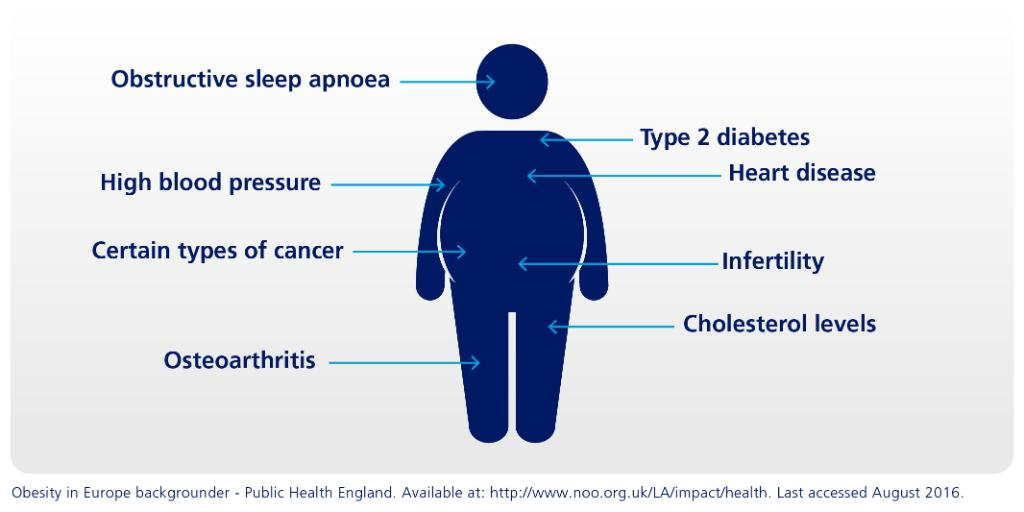 Obstructive sleep apnoea
Type 2 diabetes
Heart disease
High blood pressure
Certain types of cancer
Infertility
Cholesterol levels
Osteoarthritis
Obesity in Europe backgrounder - Public Health England. Available at: http://www.noo.org.uk/LA/impact/health. Last accessed August 2016.